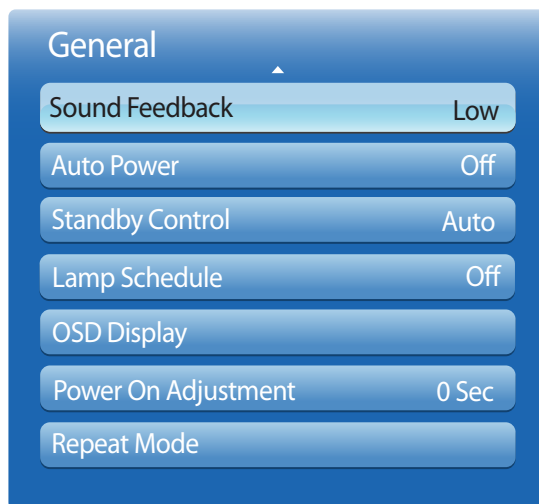 General
Sound Feedback Low
Auto Power Off
Standby Control Auto
Lamp Schedule Off
OSD Display
Power On Adjustment 0 Sec
Repeat Mode